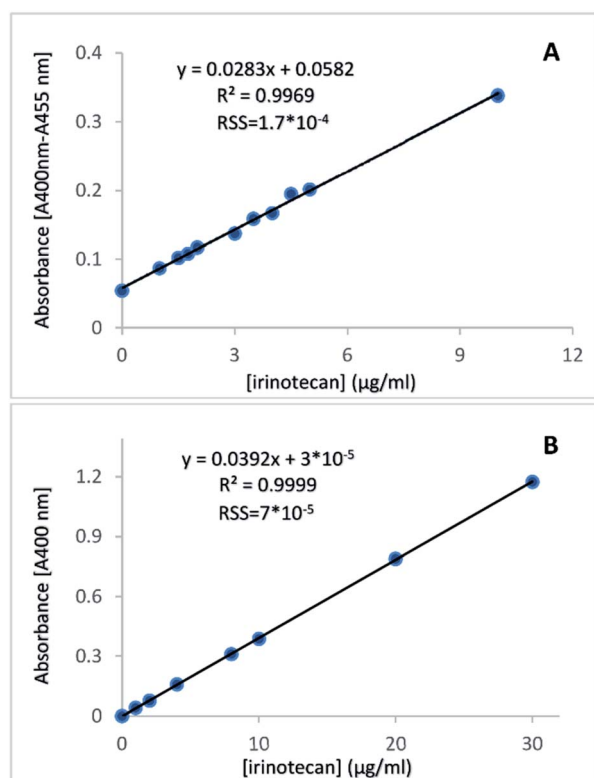 A
y = 0.0283x + 0.0582
R² = 0.9969
RSS=1.7*10⁻⁴
Absorbance [A400nm-A455 nm]
0.4
0.3
0.2
0.1
0
0 3 6 9 12
[irinotecan] (µg/ml)
B
y = 0.0392x + 3*10⁻⁵
R² = 0.9999
RSS=7*10⁻⁵
Absorbance [A400 nm]
1.2
0.9
0.6
0.3
0
0 10 20 30
[irinotecan] (µg/ml)